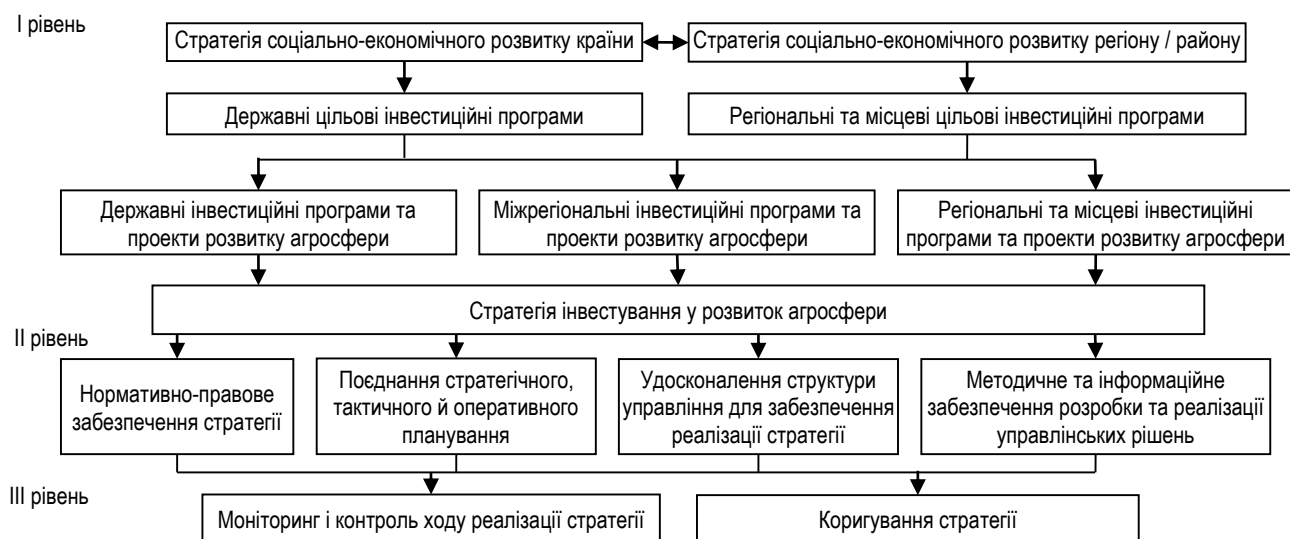 І рівень
Стратегія соціально-економічного розвитку країни
Стратегія соціально-економічного розвитку регіону / району
Державні цільові інвестиційні програми
Регіональні та місцеві цільові інвестиційні програми
Державні інвестиційні програми та
проекти розвитку агросфери
Міжрегіональні інвестиційні програми та
проекти розвитку агросфери
Регіональні та місцеві інвестиційні
програми та проекти розвитку агросфери
Стратегія інвестування у розвиток агросфери
ІІ рівень
Нормативно-правове
забезпечення стратегії
Поєднання стратегічного,
тактичного й оперативного
планування
Удосконалення структури
управління для забезпечення
реалізації стратегії
Методичне та інформаційне
забезпечення розробки та реалізації
управлінських рішень
ІІІ рівень
Моніторинг і контроль ходу реалізації стратегії
Коригування стратегії